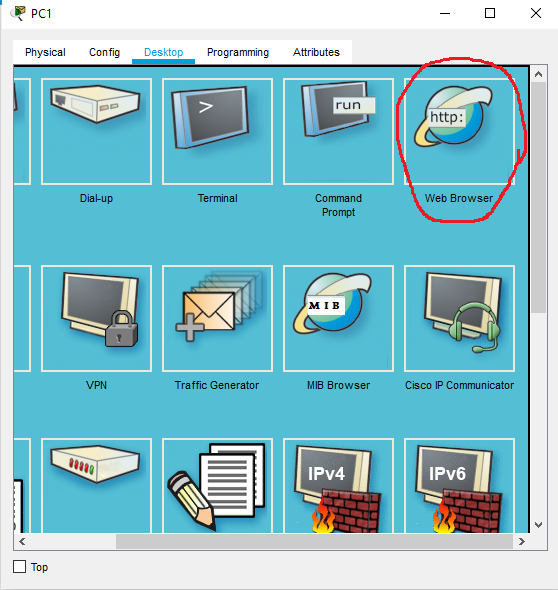 PC1
Physical Config Desktop Programming Attributes
>
run
http:
Dial-up Terminal Command Prompt Web Browser
MIB
VPN Traffic Generator MIB Browser Cisco IP Communicator
IPv4 IPv6
Top